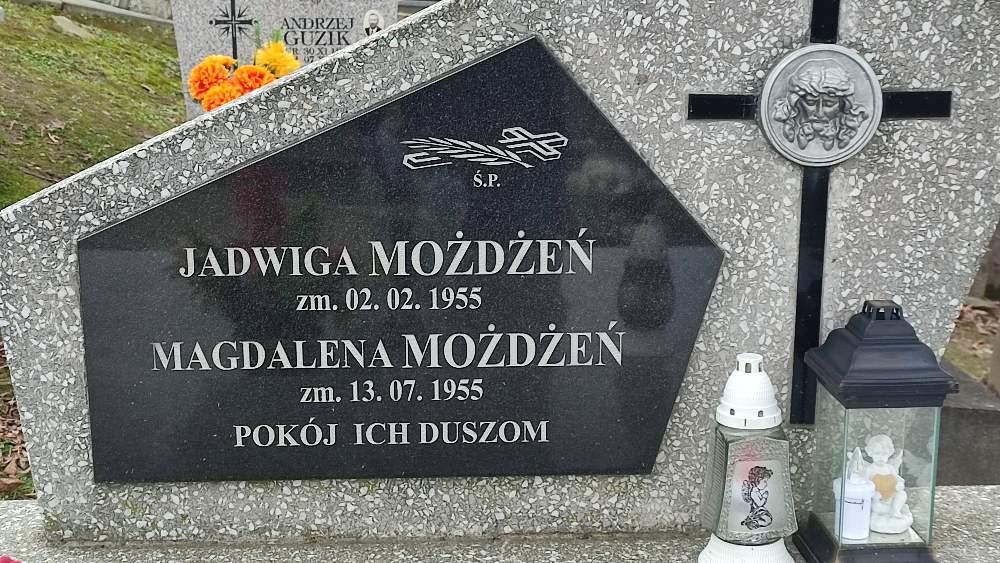 ANDRZEJ
GUZIK
Ś.P.
JADWIGA MOŻDŻEŃ
zm. 02. 02. 1955
MAGDALENA MOŻDŻEŃ
zm. 13. 07. 1955
POKÓJ ICH DUSZOM